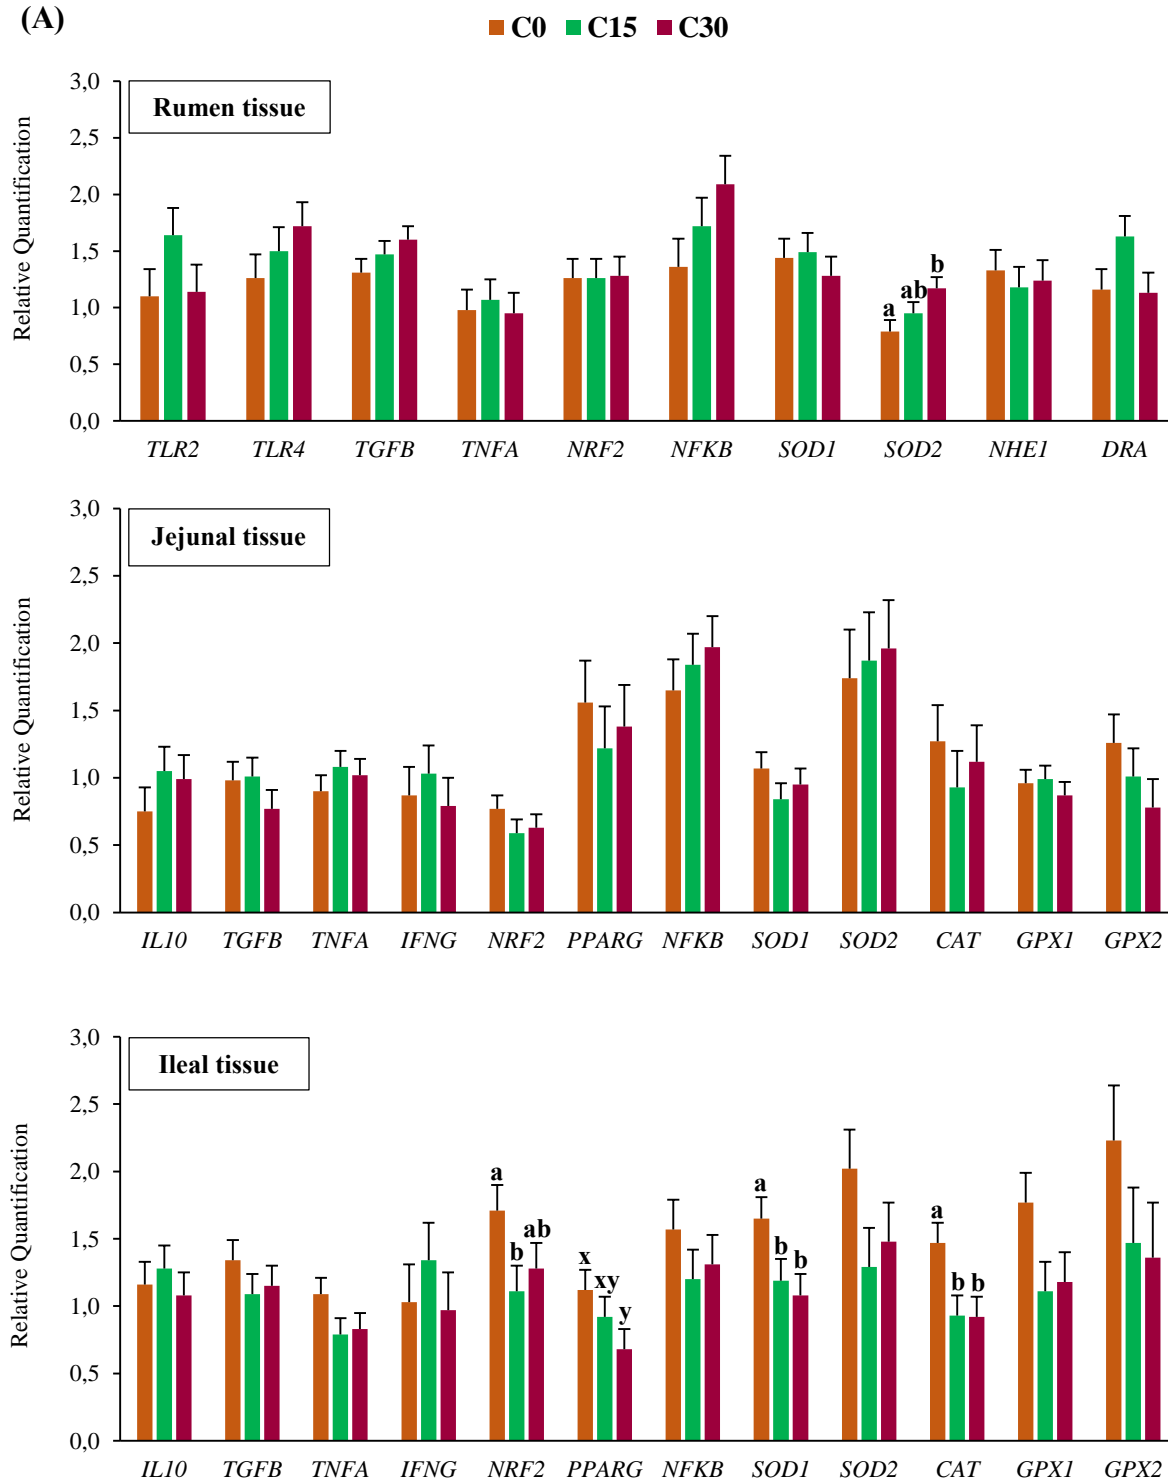 (A)
C0 C15 C30
Rumen tissue
Relative Quantification
3,0
2,5
2,0
1,5
1,0
0,5
0,0
a ab b
TLR2 TLR4 TGFB TNFA NRF2 NFKB SOD1 SOD2 NHE1 DRA
Jejunal tissue
Relative Quantification
3,0
2,5
2,0
1,5
1,0
0,5
0,0
IL10 TGFB TNFA IFNG NRF2 PPARG NFKB SOD1 SOD2 CAT GPX1 GPX2
Ileal tissue
Relative Quantification
3,0
2,5
2,0
1,5
1,0
0,5
0,0
a b ab x xy y a b b a b b
IL10 TGFB TNFA IFNG NRF2 PPARG NFKB SOD1 SOD2 CAT GPX1 GPX2